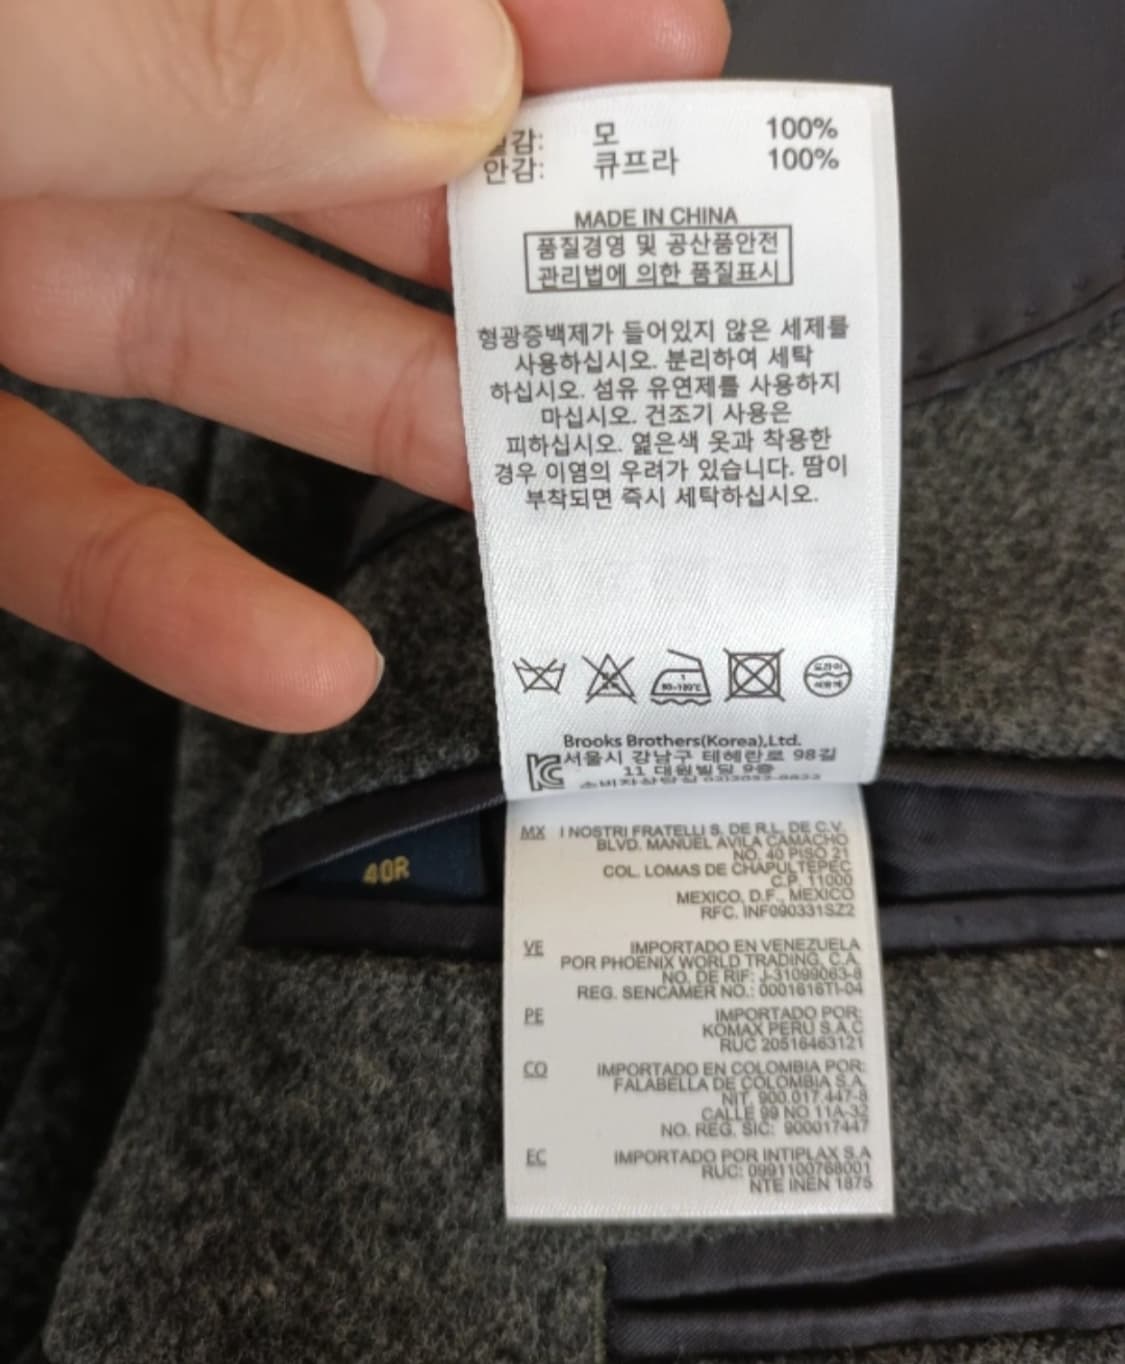 안감: 모 100%
안감: 큐프라 100%
MADE IN CHINA
품질경영 및 공산품안전
관리법에 의한 품질표시
형광증백제가 들어있지 않은 세제를
사용하십시오. 분리하여 세탁
하십시오. 섬유 유연제를 사용하지
마십시오. 건조기 사용은
피하십시오. 옅은색 옷과 착용한
경우 이염의 우려가 있습니다. 땀이
부착되면 즉시 세탁하십시오.
드라이
Brooks Brothers(Korea),Ltd.
서울시 강남구 테헤란로 98길
11 대원빌딩 9층
40R
MX I NOSTRI FRATELLI S. DE R.L. DE C.V.
BLVD. MANUEL AVILA CAMACHO
NO. 40 PISO 21
COL. LOMAS DE CHAPULTEPEC
C.P. 11000
MEXICO, D.F., MEXICO
RFC. INF090331SZ2
VE IMPORTADO EN VENEZUELA
POR PHOENIX WORLD TRADING, C.A.
NO. DE RIF: J-31099063-8
REG. SENCAMER NO.: 0001616TI-04
PE IMPORTADO POR:
KOMAX PERU S.A.C
RUC 20516463121
CO IMPORTADO EN COLOMBIA POR:
FALABELLA DE COLOMBIA S.A.
NIT. 900.017.447-8
CALLE 99 NO 11A-32
NO. REG. SIC: 900017447
EC IMPORTADO POR INTIPLAX S.A
RUC: 0991100768001
NTE INEN 1875